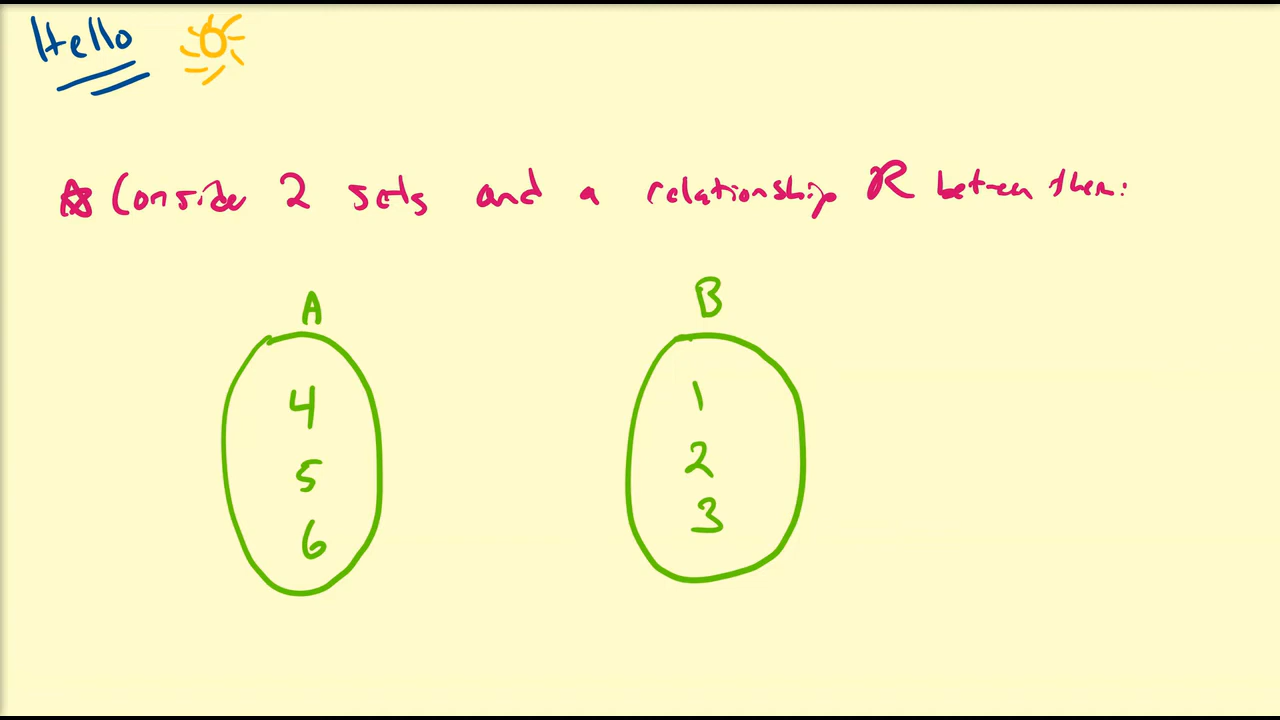 Hello
Consider 2 sets and a relationship R between them:
A B
4 1
5 2
6 3